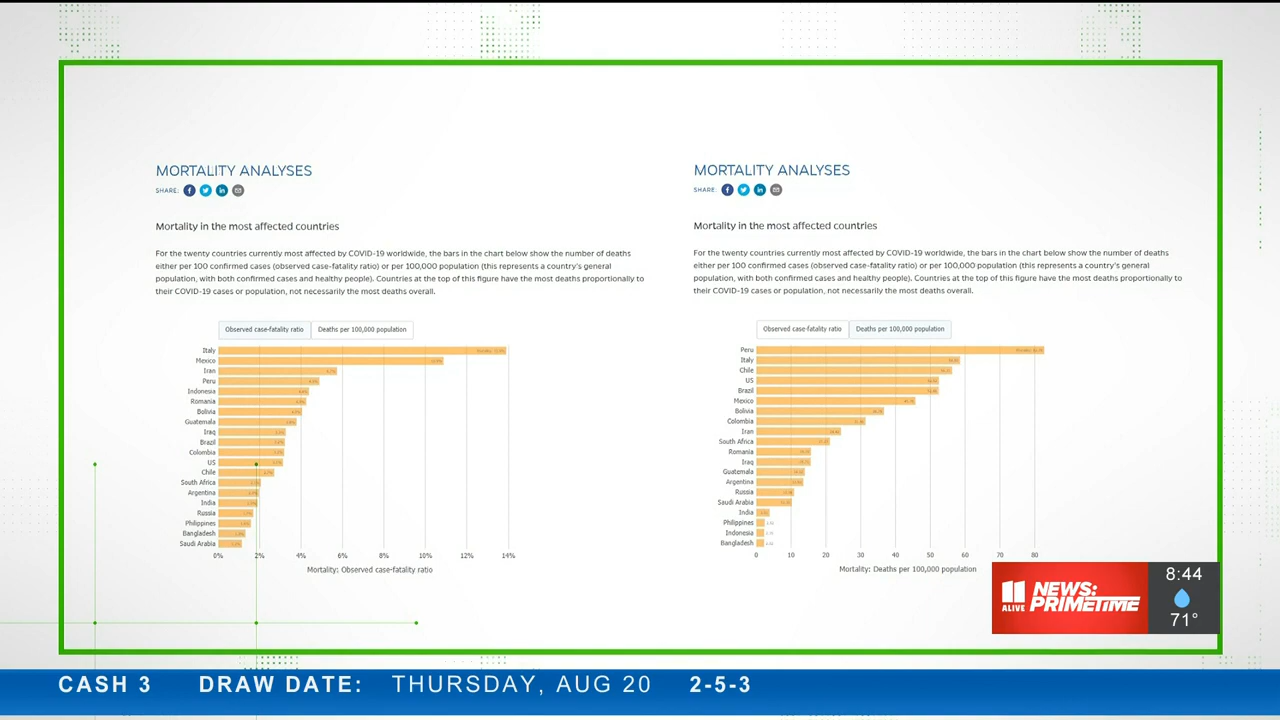 MORTALITY ANALYSES
SHARE:
Mortality in the most affected countries
For the twenty countries currently most affected by COVID-19 worldwide, the bars in the chart below show the number of deaths
either per 100 confirmed cases (observed case-fatality ratio) or per 100,000 population (this represents a country's general
population, with both confirmed cases and healthy people). Countries at the top of this figure have the most deaths proportionally to
their COVID-19 cases or population, not necessarily the most deaths overall.
Observed case-fatality ratio Deaths per 100,000 population
Italy
Mexico
Iran
Peru
Indonesia
Romania
Bolivia
Guatemala
Iraq
Brazil
Colombia
US
Chile
South Africa
Argentina
India
Russia
Philippines
Bangladesh
Saudi Arabia
0% 2% 4% 6% 8% 10% 12% 14%
Mortality: Observed case-fatality ratio
MORTALITY ANALYSES
SHARE:
Mortality in the most affected countries
For the twenty countries currently most affected by COVID-19 worldwide, the bars in the chart below show the number of deaths
either per 100 confirmed cases (observed case-fatality ratio) or per 100,000 population (this represents a country's general
population, with both confirmed cases and healthy people). Countries at the top of this figure have the most deaths proportionally to
their COVID-19 cases or population, not necessarily the most deaths overall.
Observed case-fatality ratio Deaths per 100,000 population
Peru
Italy
Chile
US
Brazil
Mexico
Bolivia
Colombia
Iran
South Africa
Romania
Iraq
Guatemala
Argentina
Russia
Saudi Arabia
India
Philippines
Indonesia
Bangladesh
0 10 20 30 40 50 60 70 80
Mortality: Deaths per 100,000 population
11 ALIVE
NEWS:
PRIMETIME
8:44
71°
CASH 3 DRAW DATE: THURSDAY, AUG 20 2-5-3